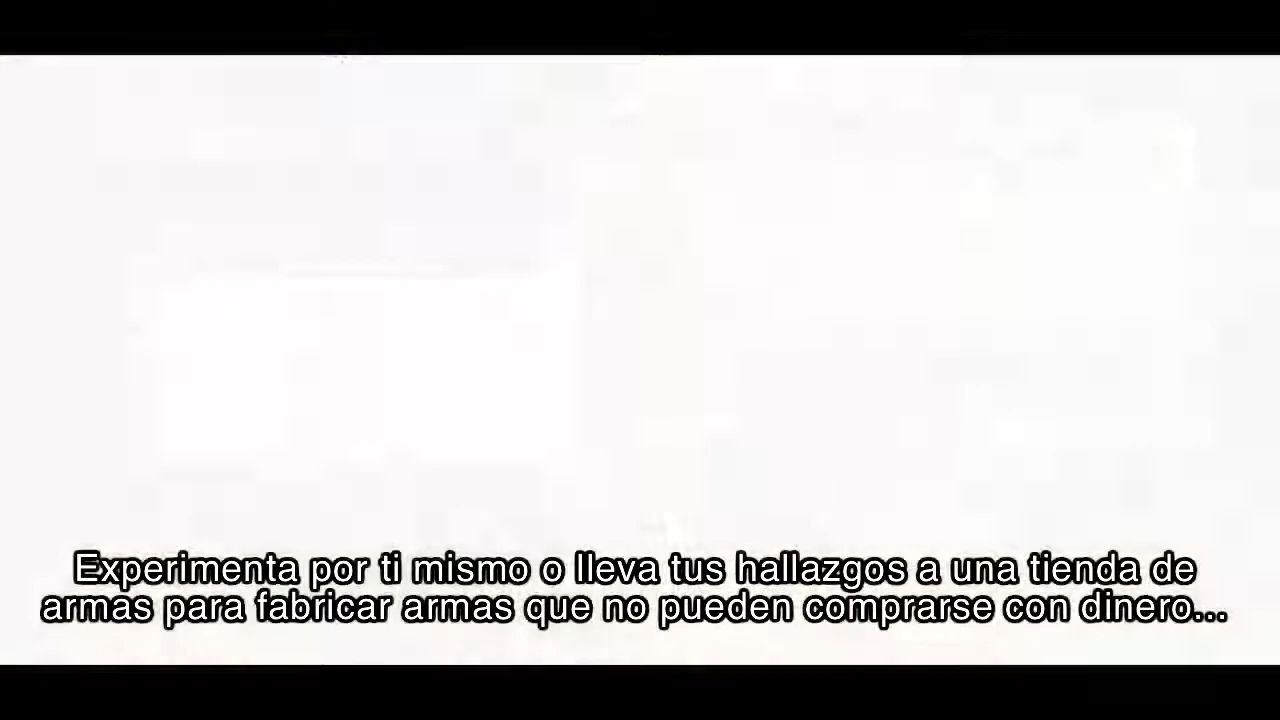 Experimenta por ti mismo o lleva tus hallazgos a una tienda de
armas para fabricar armas que no pueden comprarse con dinero...